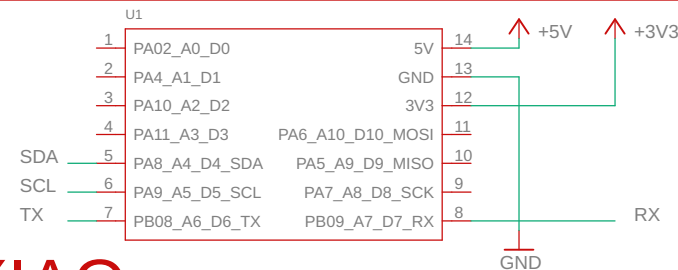 U1
1 PA02_A0_D0 5V 14 +5V +3V3
2 PA4_A1_D1 GND 13
3 PA10_A2_D2 3V3 12
4 PA11_A3_D3 PA6_A10_D10_MOSI 11
SDA 5 PA8_A4_D4_SDA PA5_A9_D9_MISO 10
SCL 6 PA9_A5_D5_SCL PA7_A8_D8_SCK 9
TX 7 PB08_A6_D6_TX PB09_A7_D7_RX 8 RX
GND